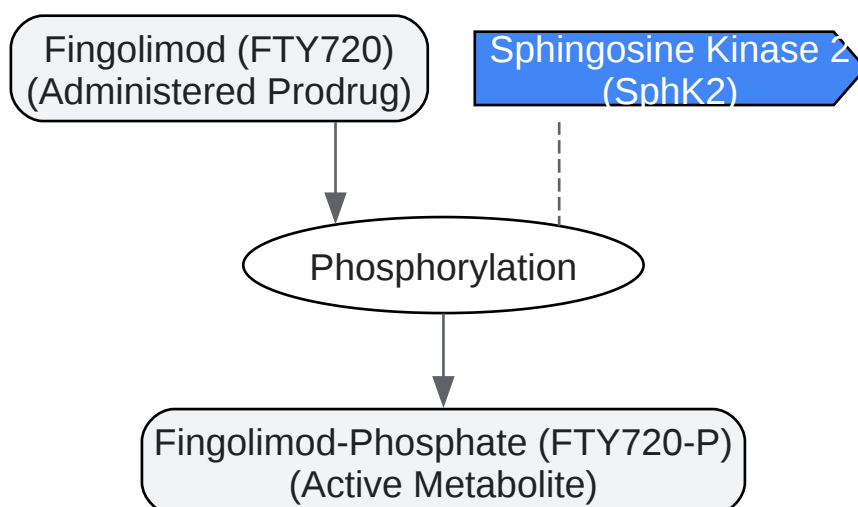 Fingolimod (FTY720)
(Administered Prodrug)
Sphingosine Kinase 2
(SphK2)
Phosphorylation
Fingolimod-Phosphate (FTY720-P)
(Active Metabolite)